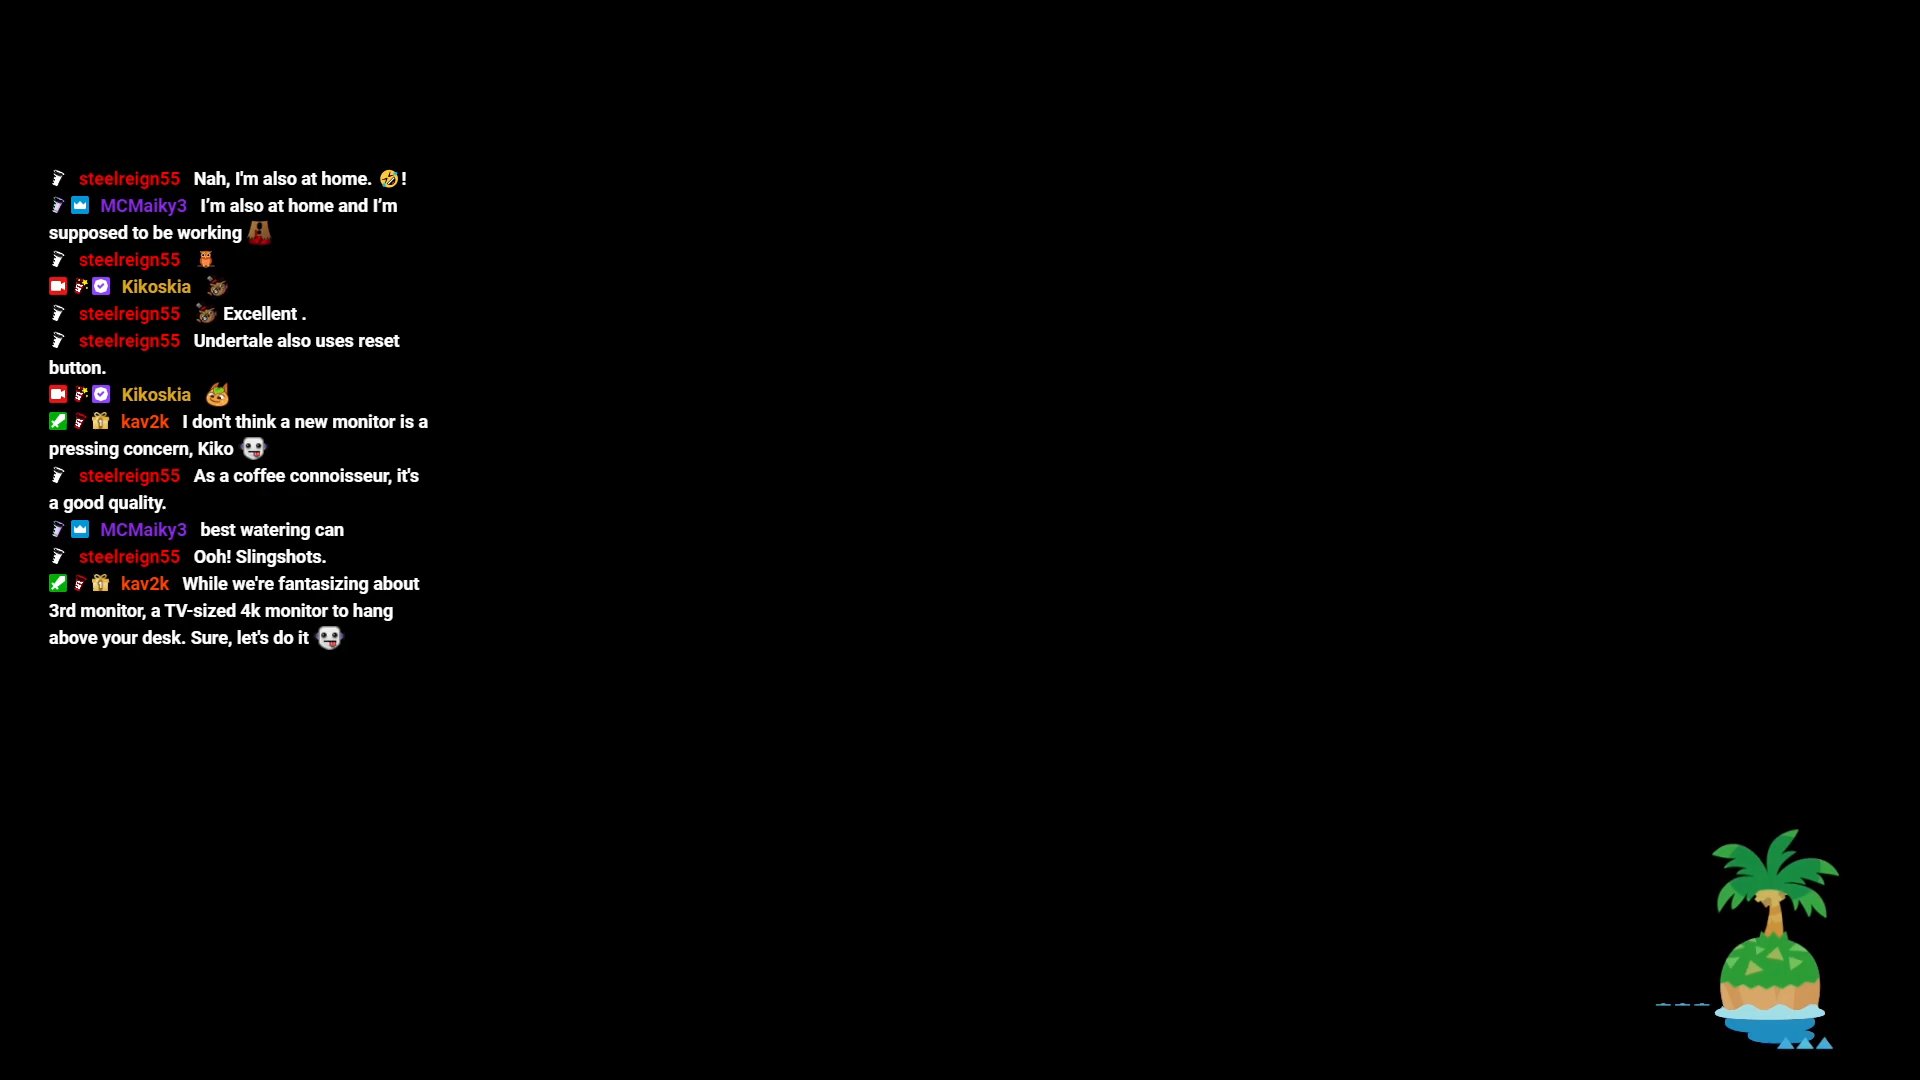 steelreign55 Nah, I'm also at home. 🤣!
MCMaiky3 I’m also at home and I’m
supposed to be working
steelreign55
Kikoskia
steelreign55 Excellent .
steelreign55 Undertale also uses reset
button.
Kikoskia
kav2k I don't think a new monitor is a
pressing concern, Kiko
steelreign55 As a coffee connoisseur, it's
a good quality.
MCMaiky3 best watering can
steelreign55 Ooh! Slingshots.
kav2k While we're fantasizing about
3rd monitor, a TV-sized 4k monitor to hang
above your desk. Sure, let's do it